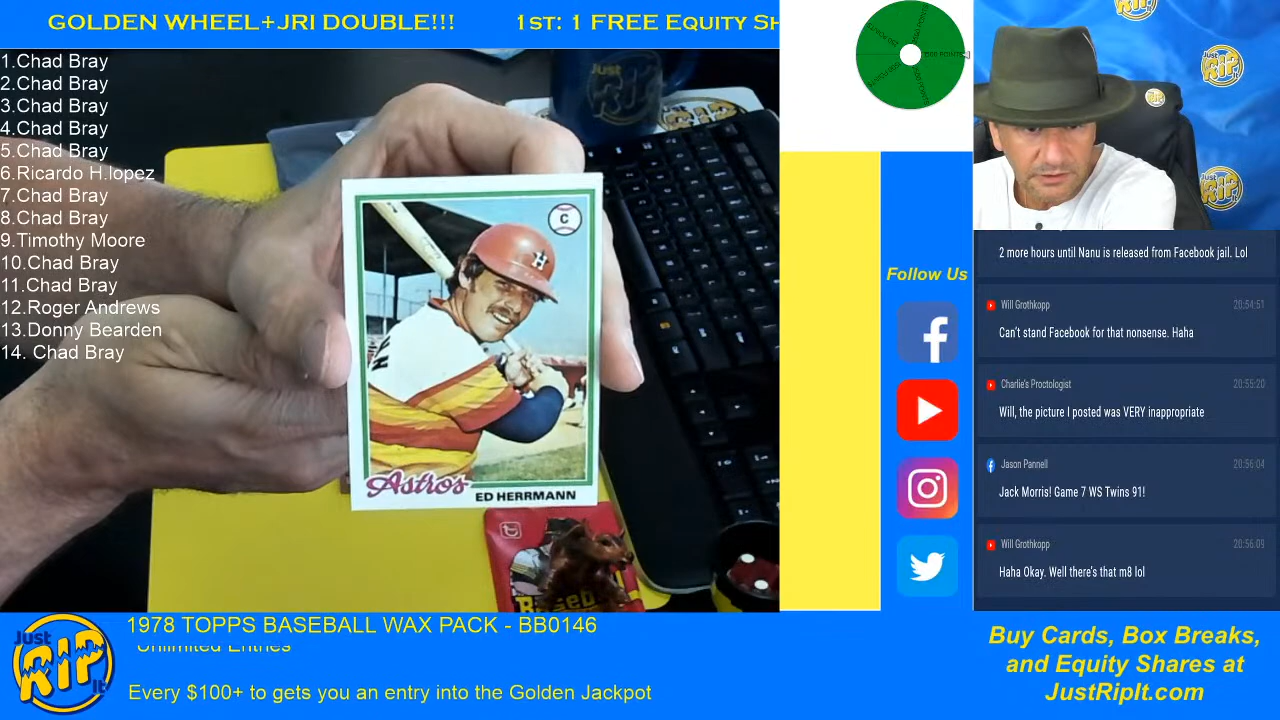 GOLDEN WHEEL+JRI DOUBLE!!! 1ST: 1 FREE EQUITY SH
1.Chad Bray
2.Chad Bray
3.Chad Bray
4.Chad Bray
5.Chad Bray
6.Ricardo H.lopez
7.Chad Bray
8.Chad Bray
9.Timothy Moore
10.Chad Bray
11.Chad Bray
12.Roger Andrews
13.Donny Bearden
14. Chad Bray
C
H
Astros
ED HERRMANN
Just
RIP
Follow Us
2 more hours until Nanu is released from Facebook jail. Lol
Will Grothkopp 20:54:51
Can't stand Facebook for that nonsense. Haha
Charlie's Proctologist 20:55:20
Will, the picture I posted was VERY inappropriate
Jason Pannell 20:56:04
Jack Morris! Game 7 WS Twins 91!
Will Grothkopp 20:56:09
Haha Okay. Well there's that m8 lol
Just
RIP
It
1978 TOPPS BASEBALL WAX PACK - BB0146
Unlimited Entries
Every $100+ to gets you an entry into the Golden Jackpot
Buy Cards, Box Breaks,
and Equity Shares at
JustRipIt.com